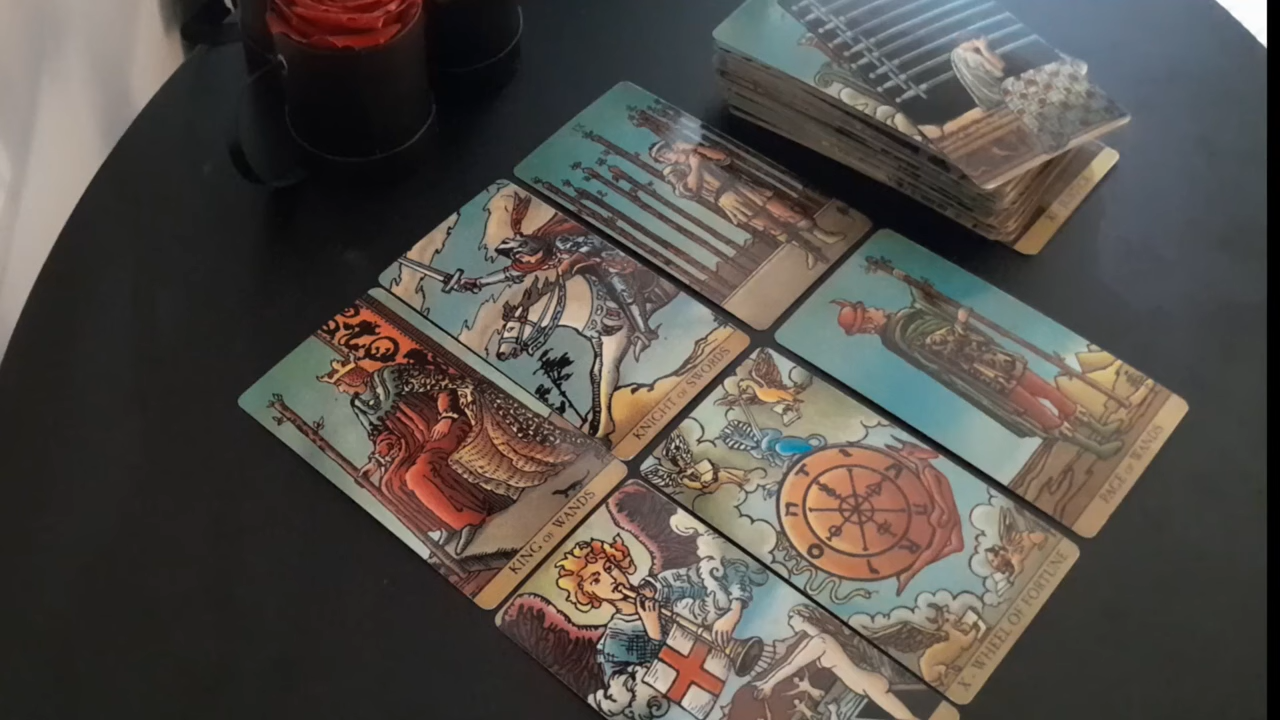 KNIGHT OF SWORDS
PAGE OF WANDS
KING OF WANDS
X · WHEEL OF FORTUNE